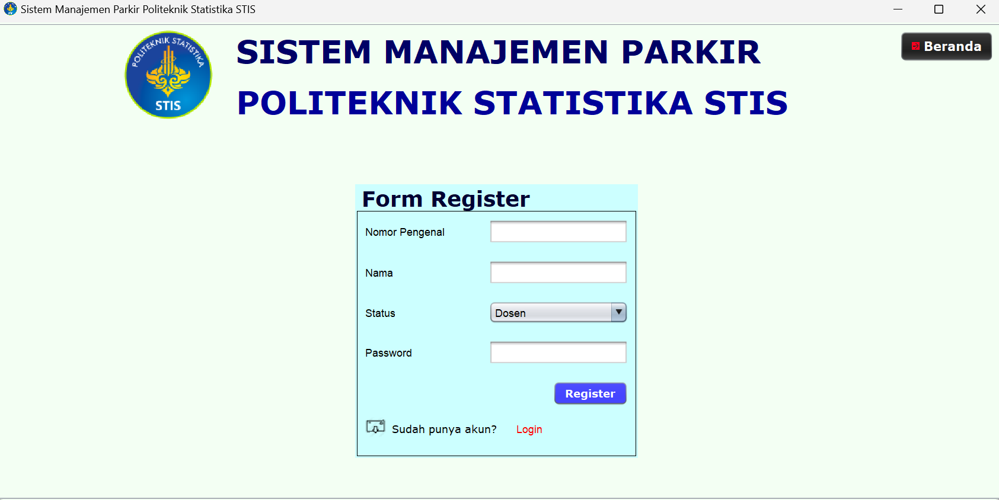 Sistem Manajemen Parkir Politeknik Statistika STIS
POLITEKNIK STATISTIKA
STIS
SISTEM MANAJEMEN PARKIR
POLITEKNIK STATISTIKA STIS
Beranda
Form Register
Nomor Pengenal
Nama
Status Dosen
Password
Register
Sudah punya akun? Login